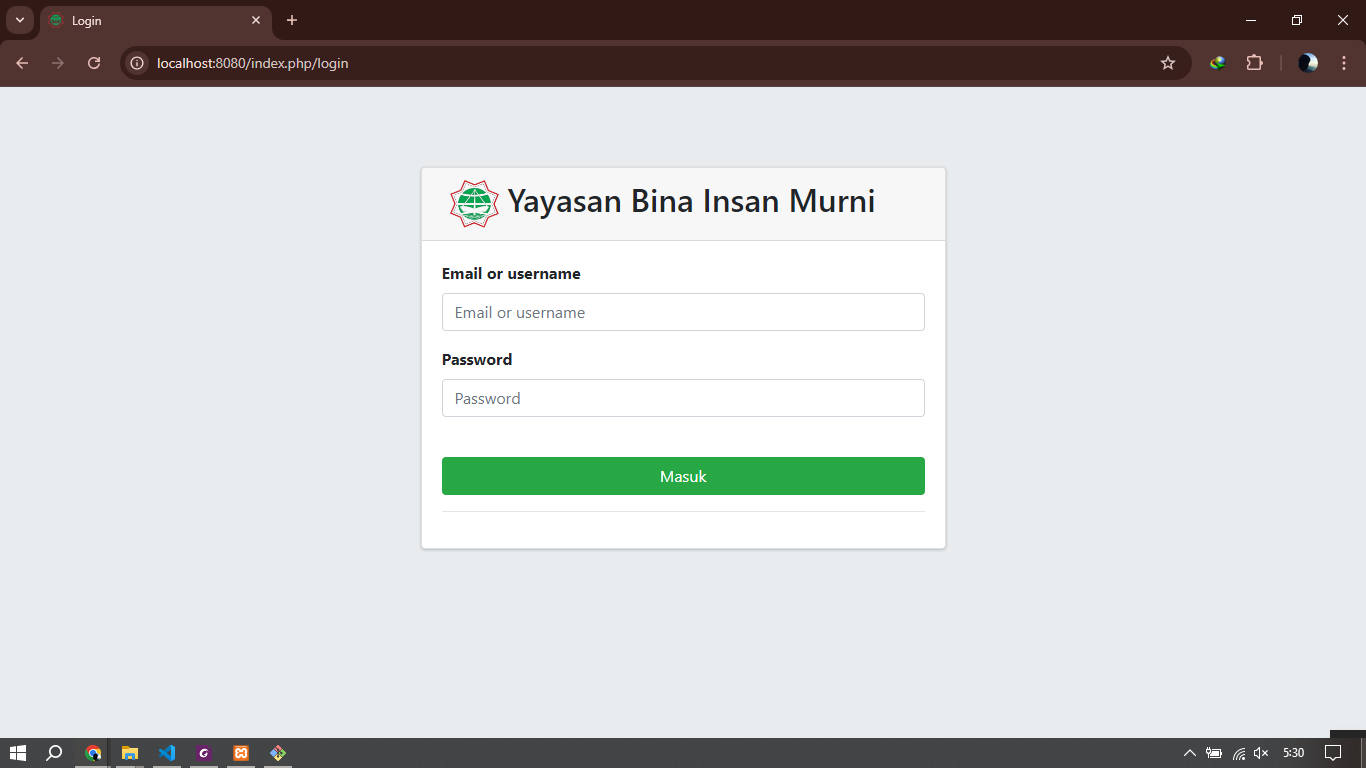 Login
localhost:8080/index.php/login
Yayasan Bina Insan Murni
Email or username
Email or username
Password
Password
Masuk
5:30